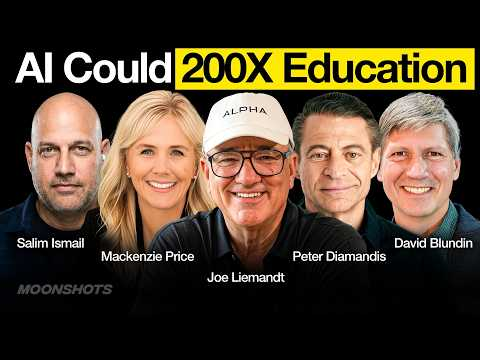 AI Could 200X Education
ALPHA
Salim Ismail
Mackenzie Price
Joe Liemandt
Peter Diamandis
David Blundin
MOONSHOTS